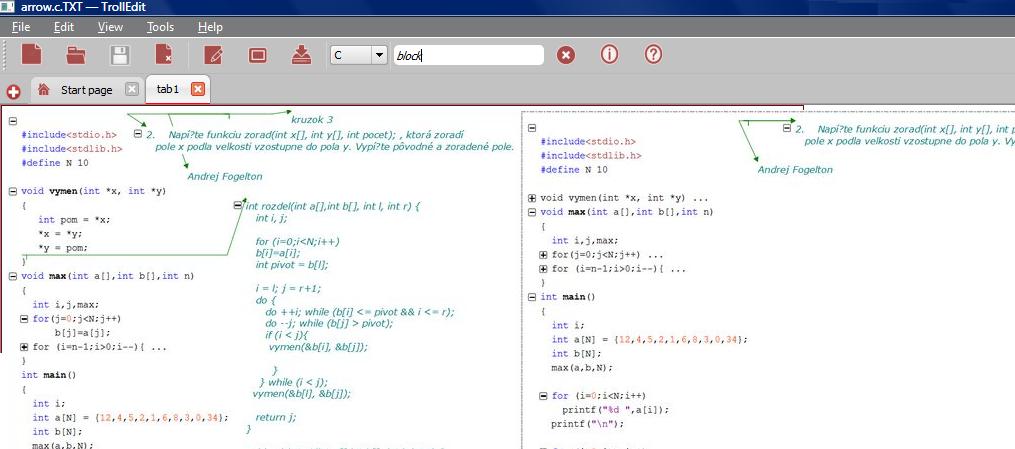 arrow.c.TXT — TrollEdit
File Edit View Tools Help
C block
Start page tab1
kruzok 3
2. Napí?te funkciu zorad(int x[], int y[], int pocet); , ktorá zoradí
pole x podla velkosti vzostupne do pola y. Vypí?te pôvodné a zoradené pole.
Andrej Fogelton
#include<stdio.h>
#include<stdlib.h>
#define N 10
void vymen(int *x, int *y)
{
int pom = *x;
*x = *y;
*y = pom;
}
void max(int a[],int b[],int n)
{
int i,j,max;
for(j=0;j<N;j++)
b[j]=a[j];
for (i=n-1;i>0;i--){ ...
}
int main()
{
int i;
int a[N] = {12,4,5,2,1,6,8,3,0,34};
int b[N];
max(a,b,N);
int rozdel(int a[],int b[], int l, int r) {
int i, j;
for (i=0;i<N;i++)
b[i]=a[i];
int pivot = b[l];
i = l; j = r+1;
do {
do ++i; while (b[i] <= pivot && i <= r);
do --j; while (b[j] > pivot);
if (i < j){
vymen(&b[i], &b[j]);
}
} while (i < j);
vymen(&b[l], &b[j]);
return j;
}
2. Napí?te funkciu zorad(int x[], int y[], int p
pole x podla velkosti vzostupne do pola y. V
Andrej Fogelton
#include<stdio.h>
#include<stdlib.h>
#define N 10
void vymen(int *x, int *y) ...
void max(int a[],int b[],int n)
{
int i,j,max;
for(j=0;j<N;j++) ...
for (i=n-1;i>0;i--){ ...
}
int main()
{
int i;
int a[N] = {12,4,5,2,1,6,8,3,0,34};
int b[N];
max(a,b,N);
for (i=0;i<N;i++)
printf("%d ",a[i]);
printf("\n");